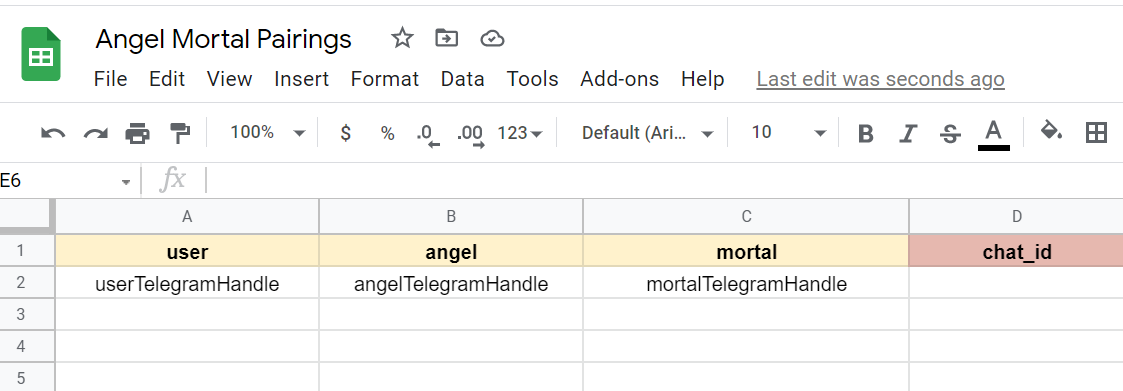 Angel Mortal Pairings
File Edit View Insert Format Data Tools Add-ons Help Last edit was seconds ago
100% $ % .0 .00 123 Default (Ari... 10 B I S A
E6 fx
A B C D
1 user angel mortal chat_id
2 userTelegramHandle angelTelegramHandle mortalTelegramHandle
3
4
5